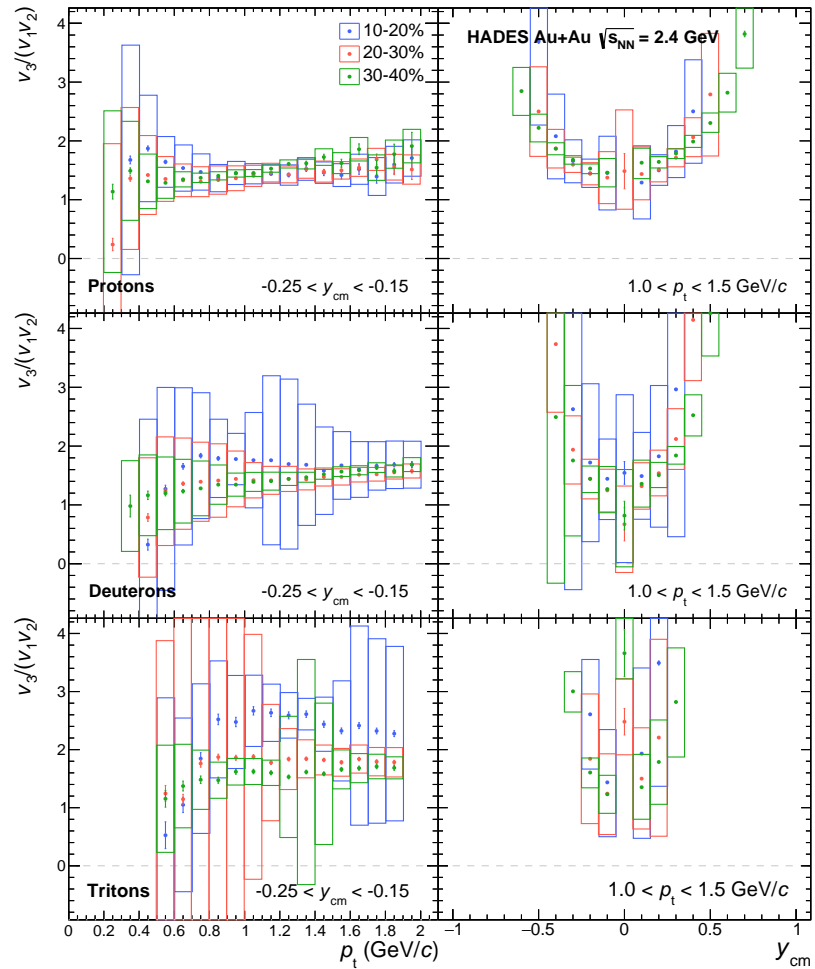 v3/(v1v2)
4
3
2
1
0
10-20%
20-30%
30-40%
Protons
-0.25 < ycm < -0.15
HADES Au+Au √sNN = 2.4 GeV
1.0 < pt < 1.5 GeV/c
v3/(v1v2)
4
3
2
1
0
Deuterons
-0.25 < ycm < -0.15
1.0 < pt < 1.5 GeV/c
v3/(v1v2)
4
3
2
1
0
Tritons
-0.25 < ycm < -0.15
1.0 < pt < 1.5 GeV/c
0 0.2 0.4 0.6 0.8 1 1.2 1.4 1.6 1.8 2
−1 −0.5 0 0.5 1
pt (GeV/c)
ycm